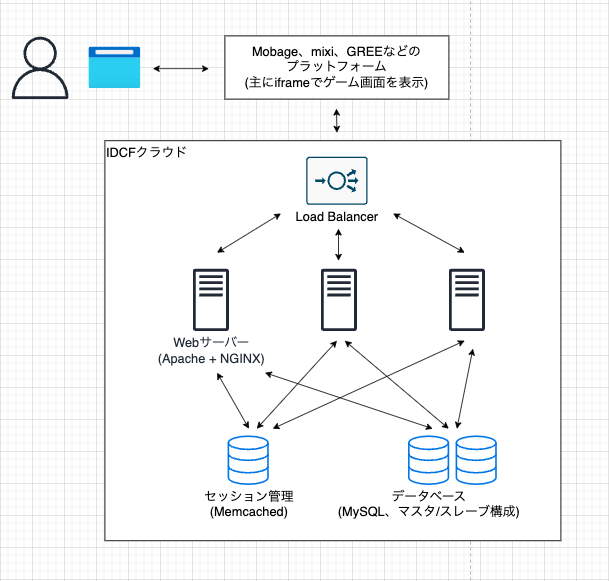 Mobage、mixi、GREEなどの
プラットフォーム
(主にiframeでゲーム画面を表示)
IDCFクラウド
Load Balancer
Webサーバー
(Apache + NGINX)
セッション管理
(Memcached)
データベース
(MySQL、マスタ/スレーブ構成)